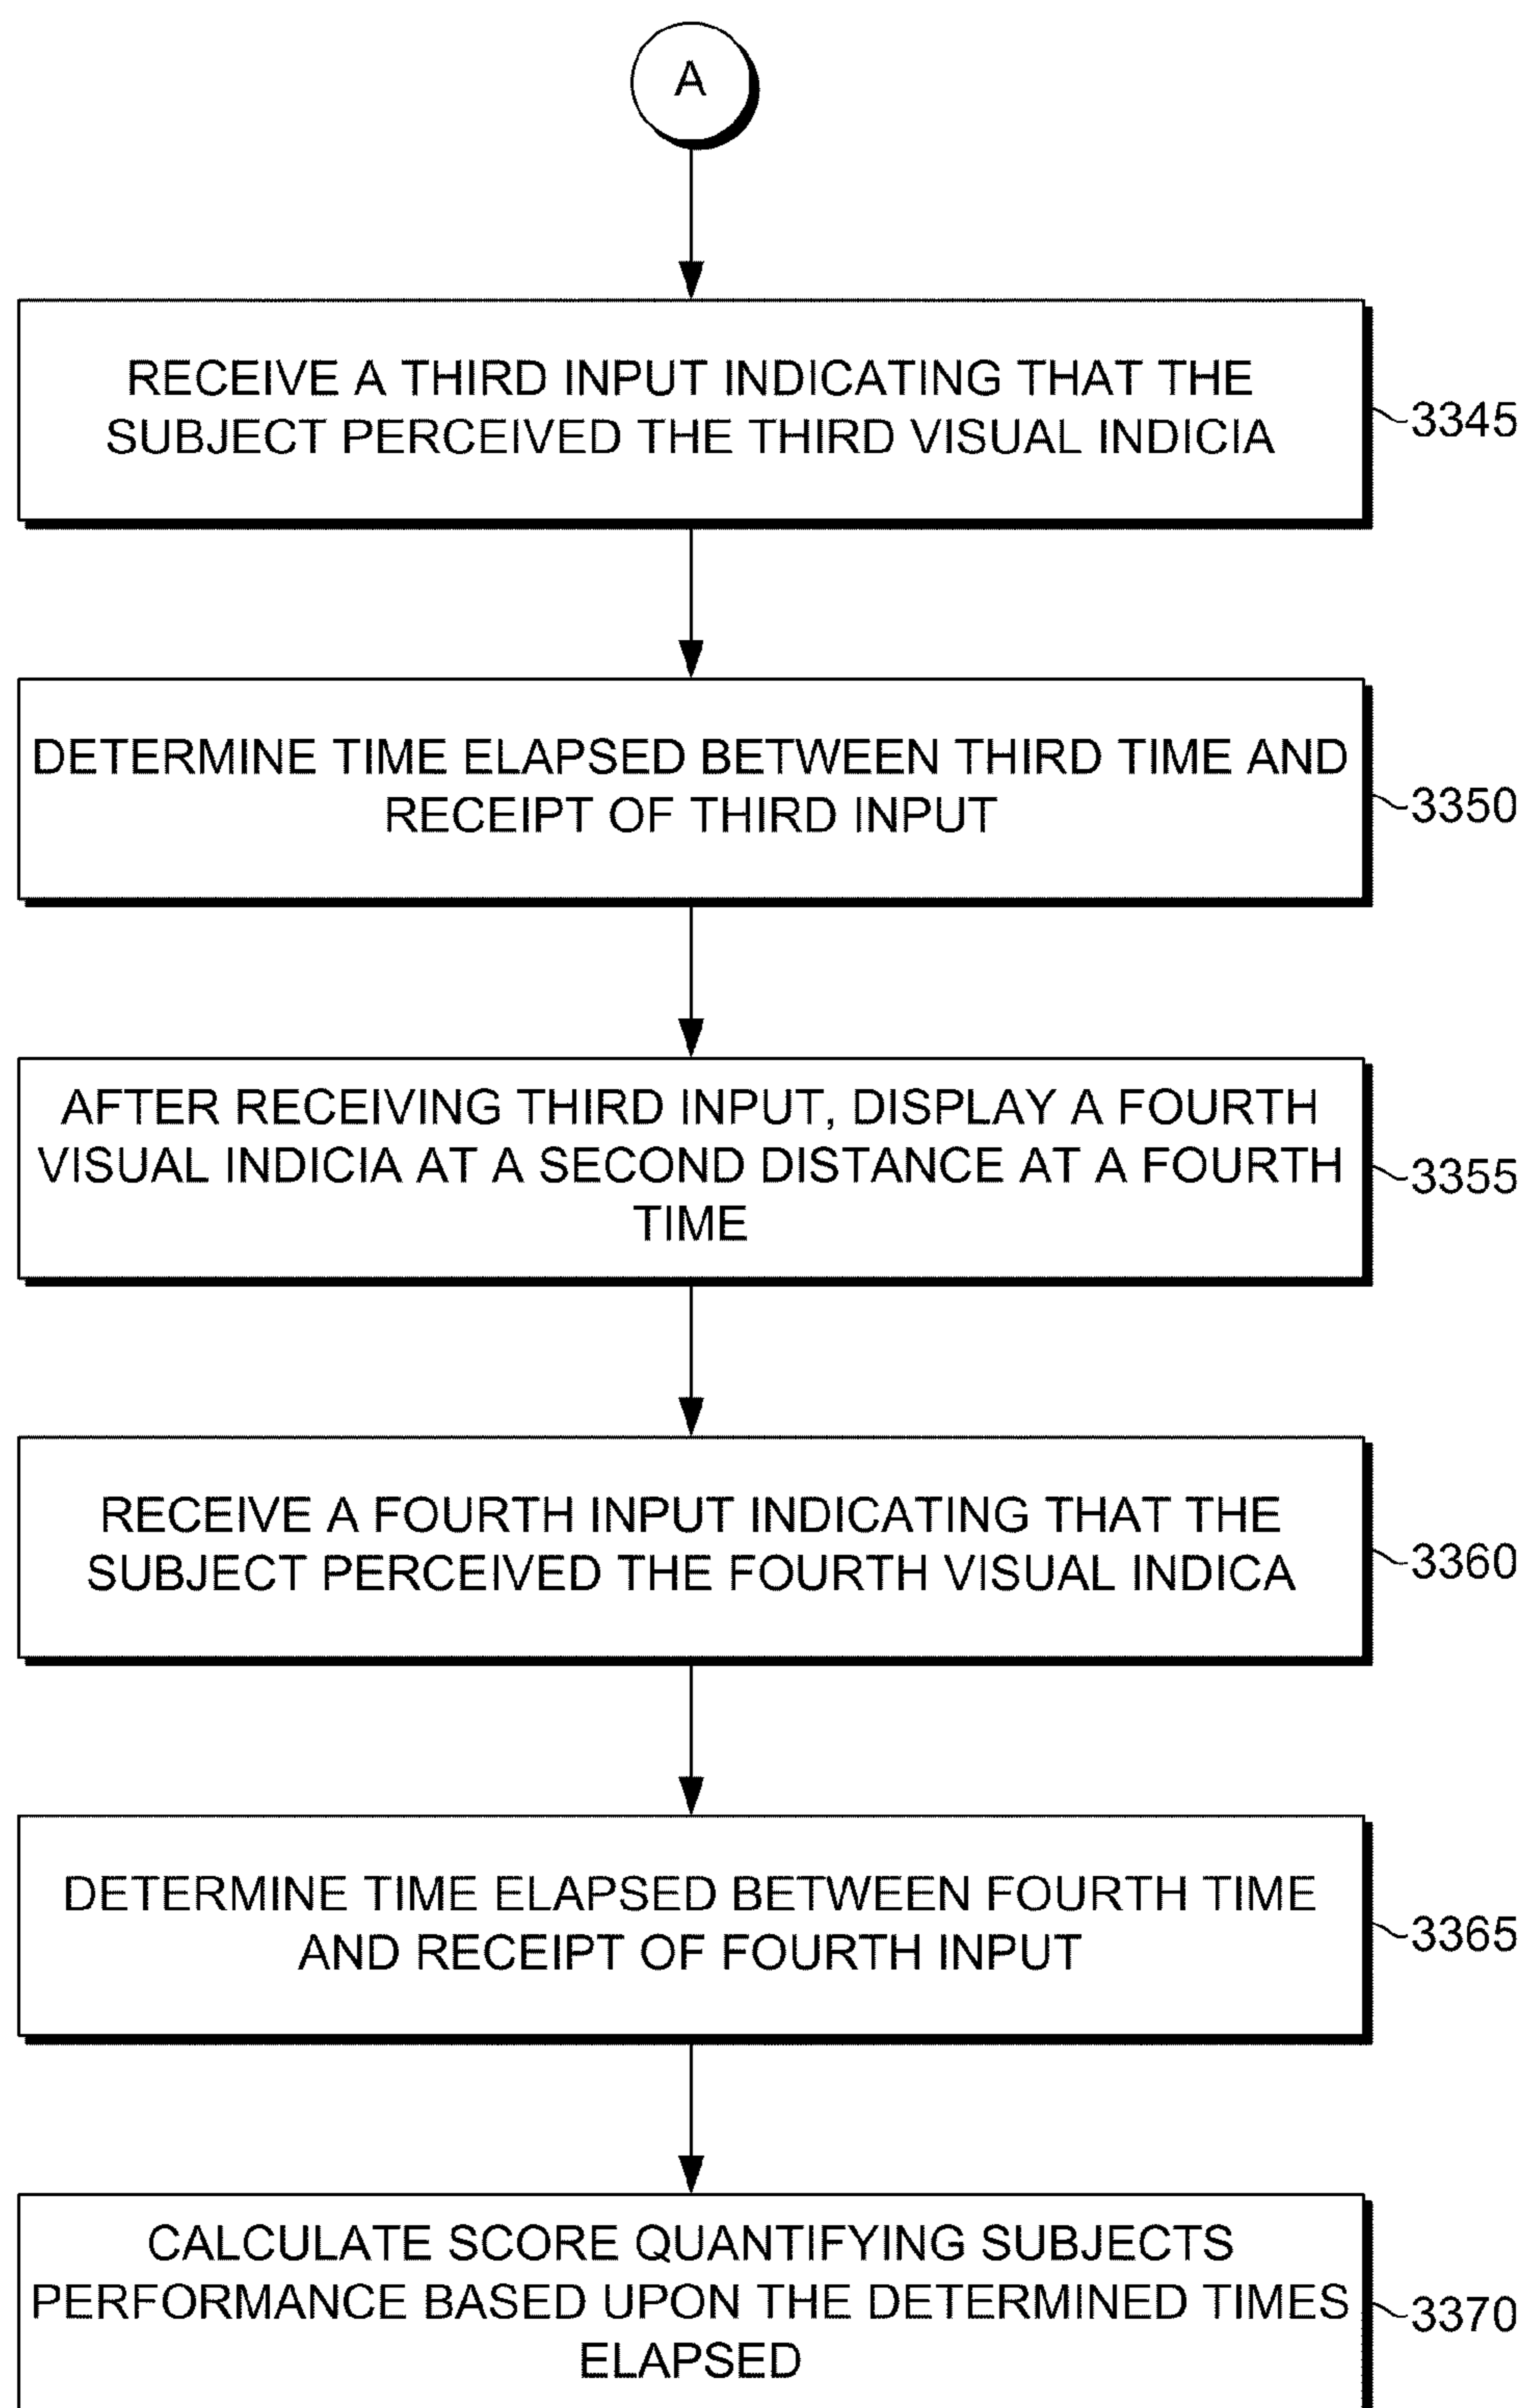 A
RECEIVE A THIRD INPUT INDICATING THAT THE
SUBJECT PERCEIVED THE THIRD VISUAL INDICIA
3345
DETERMINE TIME ELAPSED BETWEEN THIRD TIME AND
RECEIPT OF THIRD INPUT
3350
AFTER RECEIVING THIRD INPUT, DISPLAY A FOURTH
VISUAL INDICIA AT A SECOND DISTANCE AT A FOURTH
TIME
3355
RECEIVE A FOURTH INPUT INDICATING THAT THE
SUBJECT PERCEIVED THE FOURTH VISUAL INDICA
3360
DETERMINE TIME ELAPSED BETWEEN FOURTH TIME
AND RECEIPT OF FOURTH INPUT
3365
CALCULATE SCORE QUANTIFYING SUBJECTS
PERFORMANCE BASED UPON THE DETERMINED TIMES
ELAPSED
3370